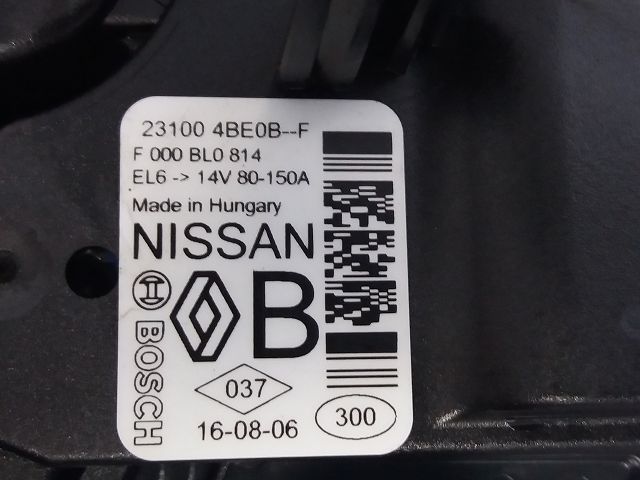 23100 4BE0B--F
F 000 BL0 814
EL6 -> 14V 80-150A
Made in Hungary
NISSAN
B
BOSCH
037
16-08-06
300